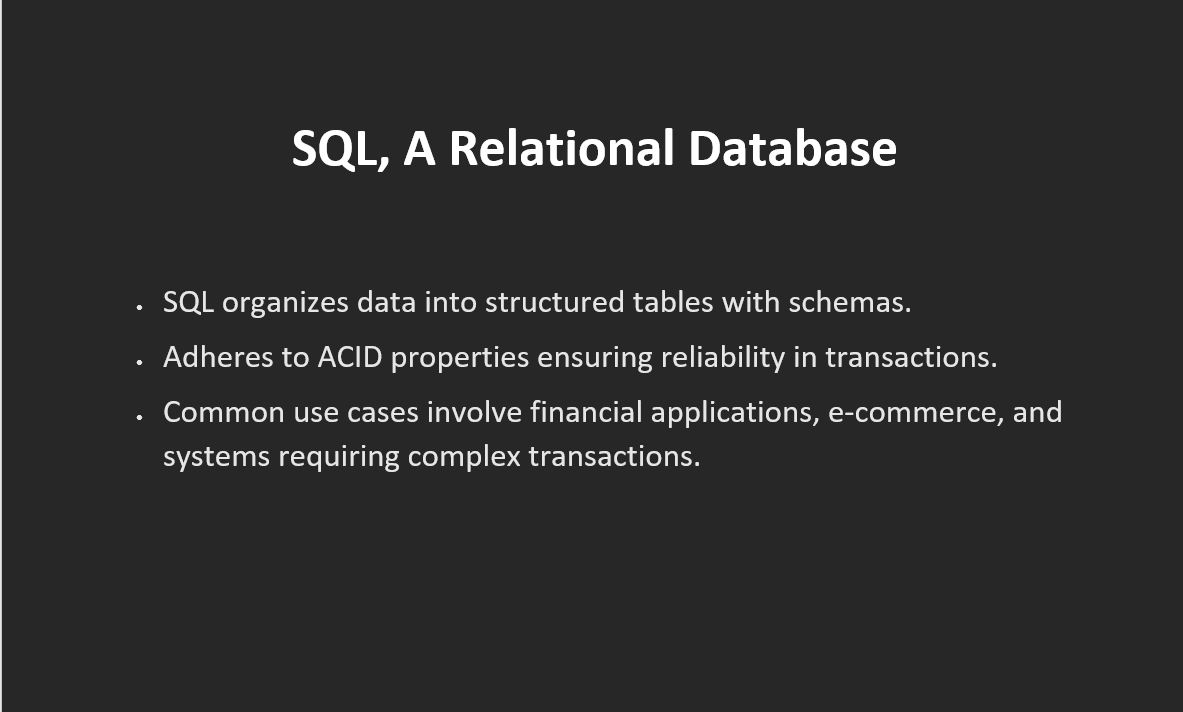 SQL, A Relational Database
• SQL organizes data into structured tables with schemas.
• Adheres to ACID properties ensuring reliability in transactions.
• Common use cases involve financial applications, e-commerce, and
systems requiring complex transactions.